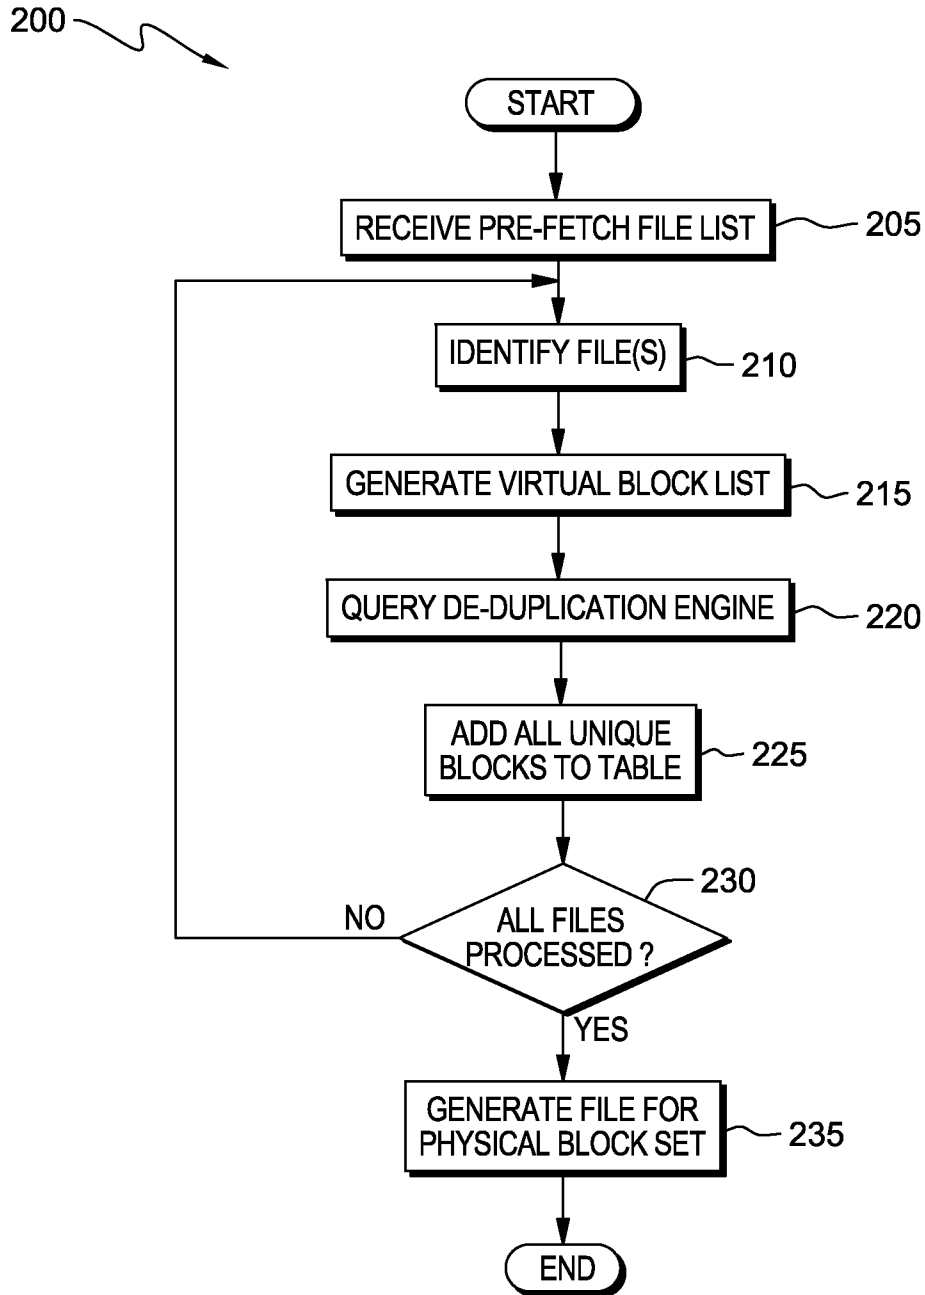 200
START
RECEIVE PRE-FETCH FILE LIST
205
IDENTIFY FILE(S)
210
GENERATE VIRTUAL BLOCK LIST
215
QUERY DE-DUPLICATION ENGINE
220
ADD ALL UNIQUE
BLOCKS TO TABLE
225
230
NO
ALL FILES
PROCESSED ?
YES
GENERATE FILE FOR
PHYSICAL BLOCK SET
235
END